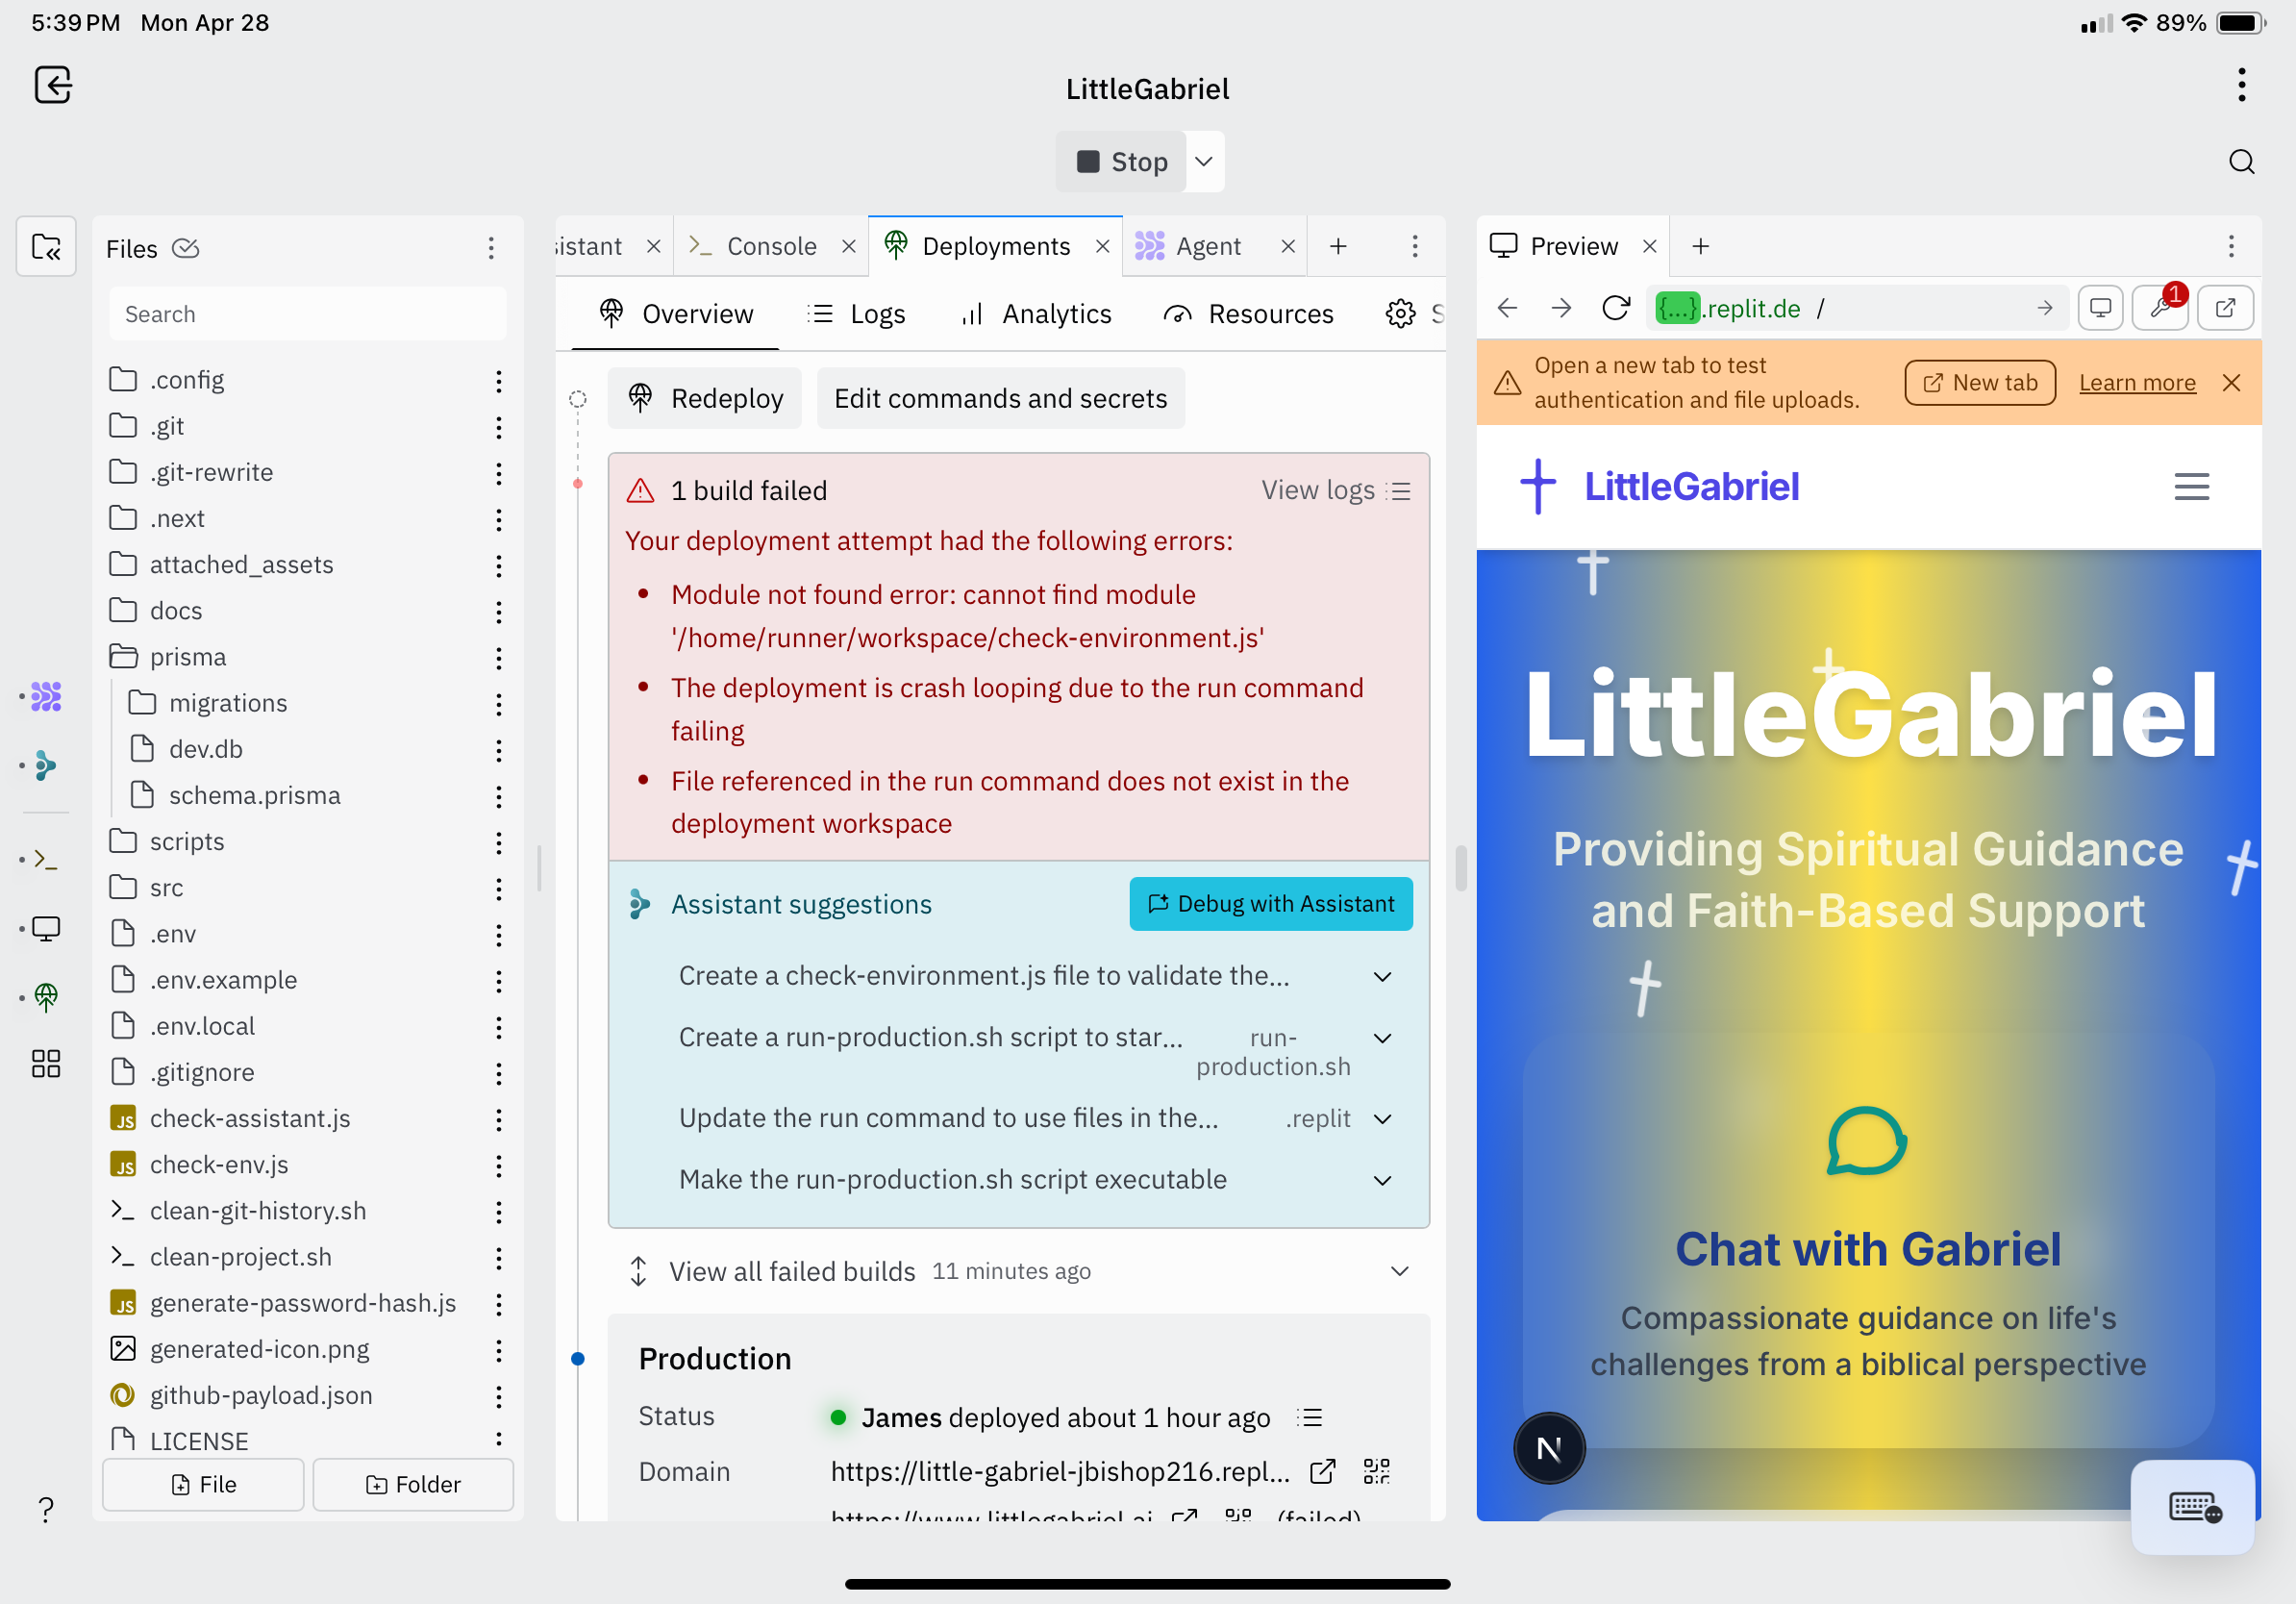 5:39 PM Mon Apr 28
89%
LittleGabriel
Stop
Files
Search
.config
.git
.git-rewrite
.next
attached_assets
docs
prisma
migrations
dev.db
schema.prisma
scripts
src
.env
.env.example
.env.local
.gitignore
check-assistant.js
check-env.js
clean-git-history.sh
clean-project.sh
generate-password-hash.js
generated-icon.png
github-payload.json
LICENSE
File
Folder
?
sistant
Console
Deployments
Agent
Overview
Logs
Analytics
Resources
S
Redeploy
Edit commands and secrets
1 build failed
View logs
Your deployment attempt had the following errors:
• Module not found error: cannot find module
'/home/runner/workspace/check-environment.js'
• The deployment is crash looping due to the run command
failing
• File referenced in the run command does not exist in the
deployment workspace
Assistant suggestions
Debug with Assistant
Create a check-environment.js file to validate the...
Create a run-production.sh script to star...
run-
production.sh
Update the run command to use files in the...
.replit
Make the run-production.sh script executable
View all failed builds 11 minutes ago
Production
Status
James deployed about 1 hour ago
Domain
https://little-gabriel-jbishop216.repl...
https://www.littlegabriel.ai
(failed)
Preview
{...}.replit.de /
1
Open a new tab to test
authentication and file uploads.
New tab
Learn more
LittleGabriel
LittleGabriel
Providing Spiritual Guidance
and Faith-Based Support
Chat with Gabriel
Compassionate guidance on life's
challenges from a biblical perspective
N